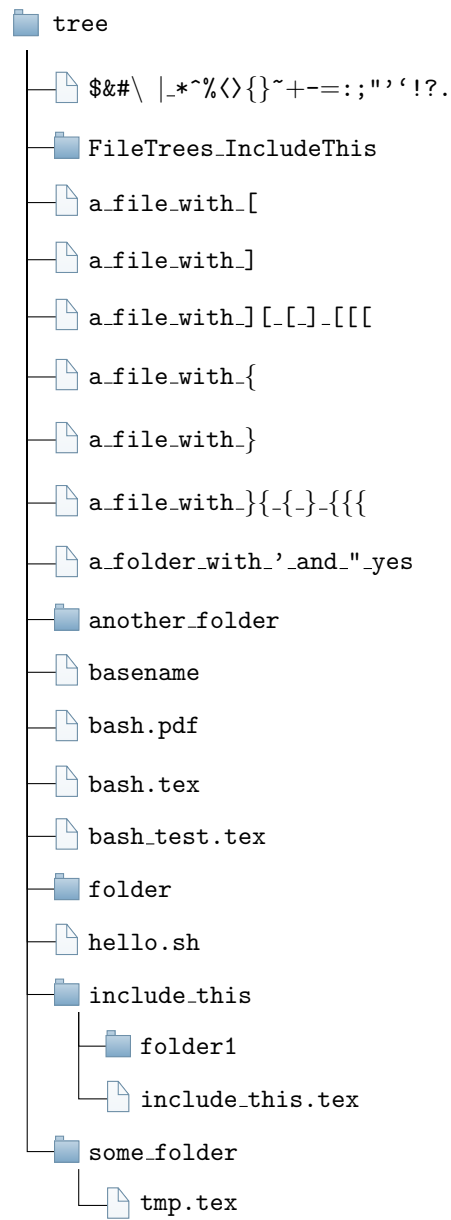 tree
$&#\ |_*^%<>{}~+-=:;"'`!?.
FileTrees_IncludeThis
a_file_with_[
a_file_with_]
a_file_with_][_[_]_[[[
a_file_with_{
a_file_with_}
a_file_with_}{_{_}_{{{
a_folder_with_'_and_"_yes
another_folder
basename
bash.pdf
bash.tex
bash_test.tex
folder
hello.sh
include_this
folder1
include_this.tex
some_folder
tmp.tex